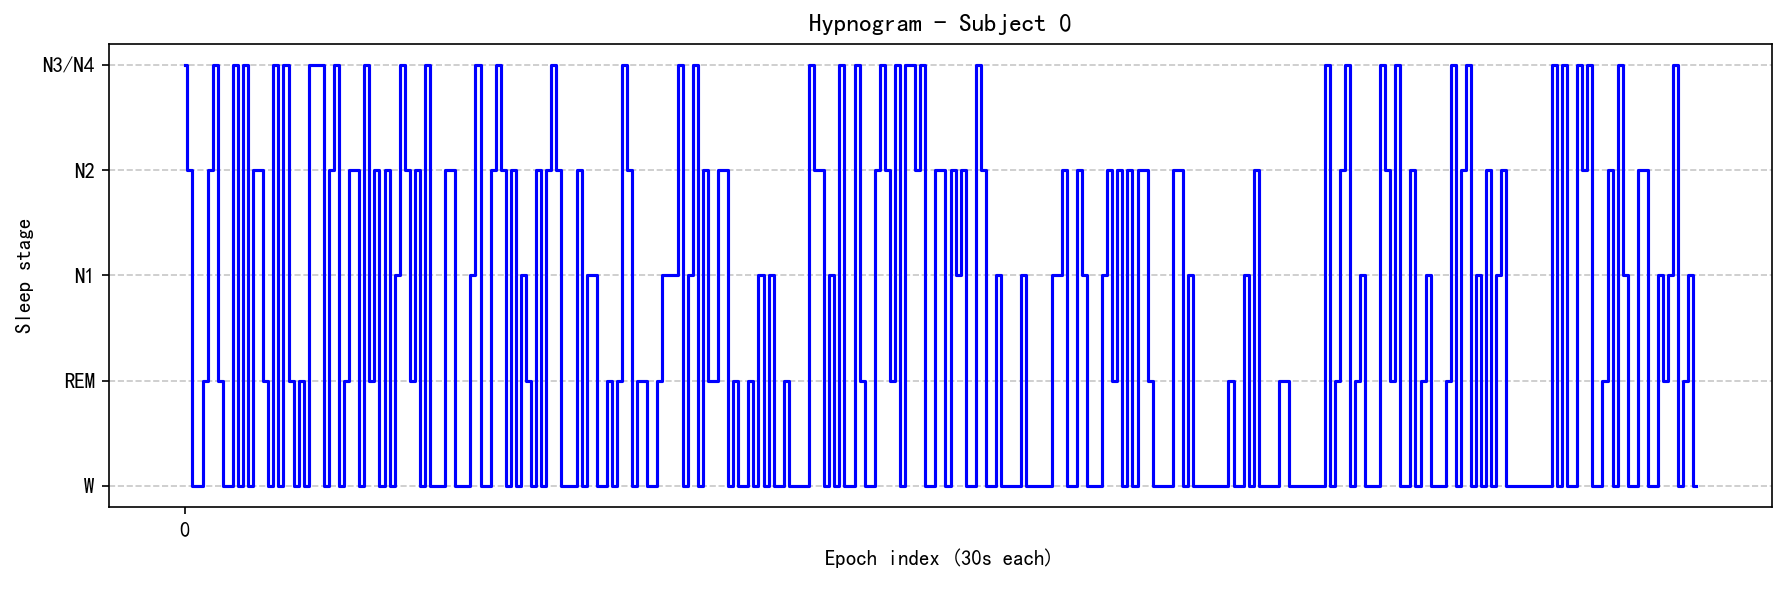 Hypnogram - Subject 0
N3/N4
N2
N1
REM
W
Sleep stage
0
Epoch index (30s each)